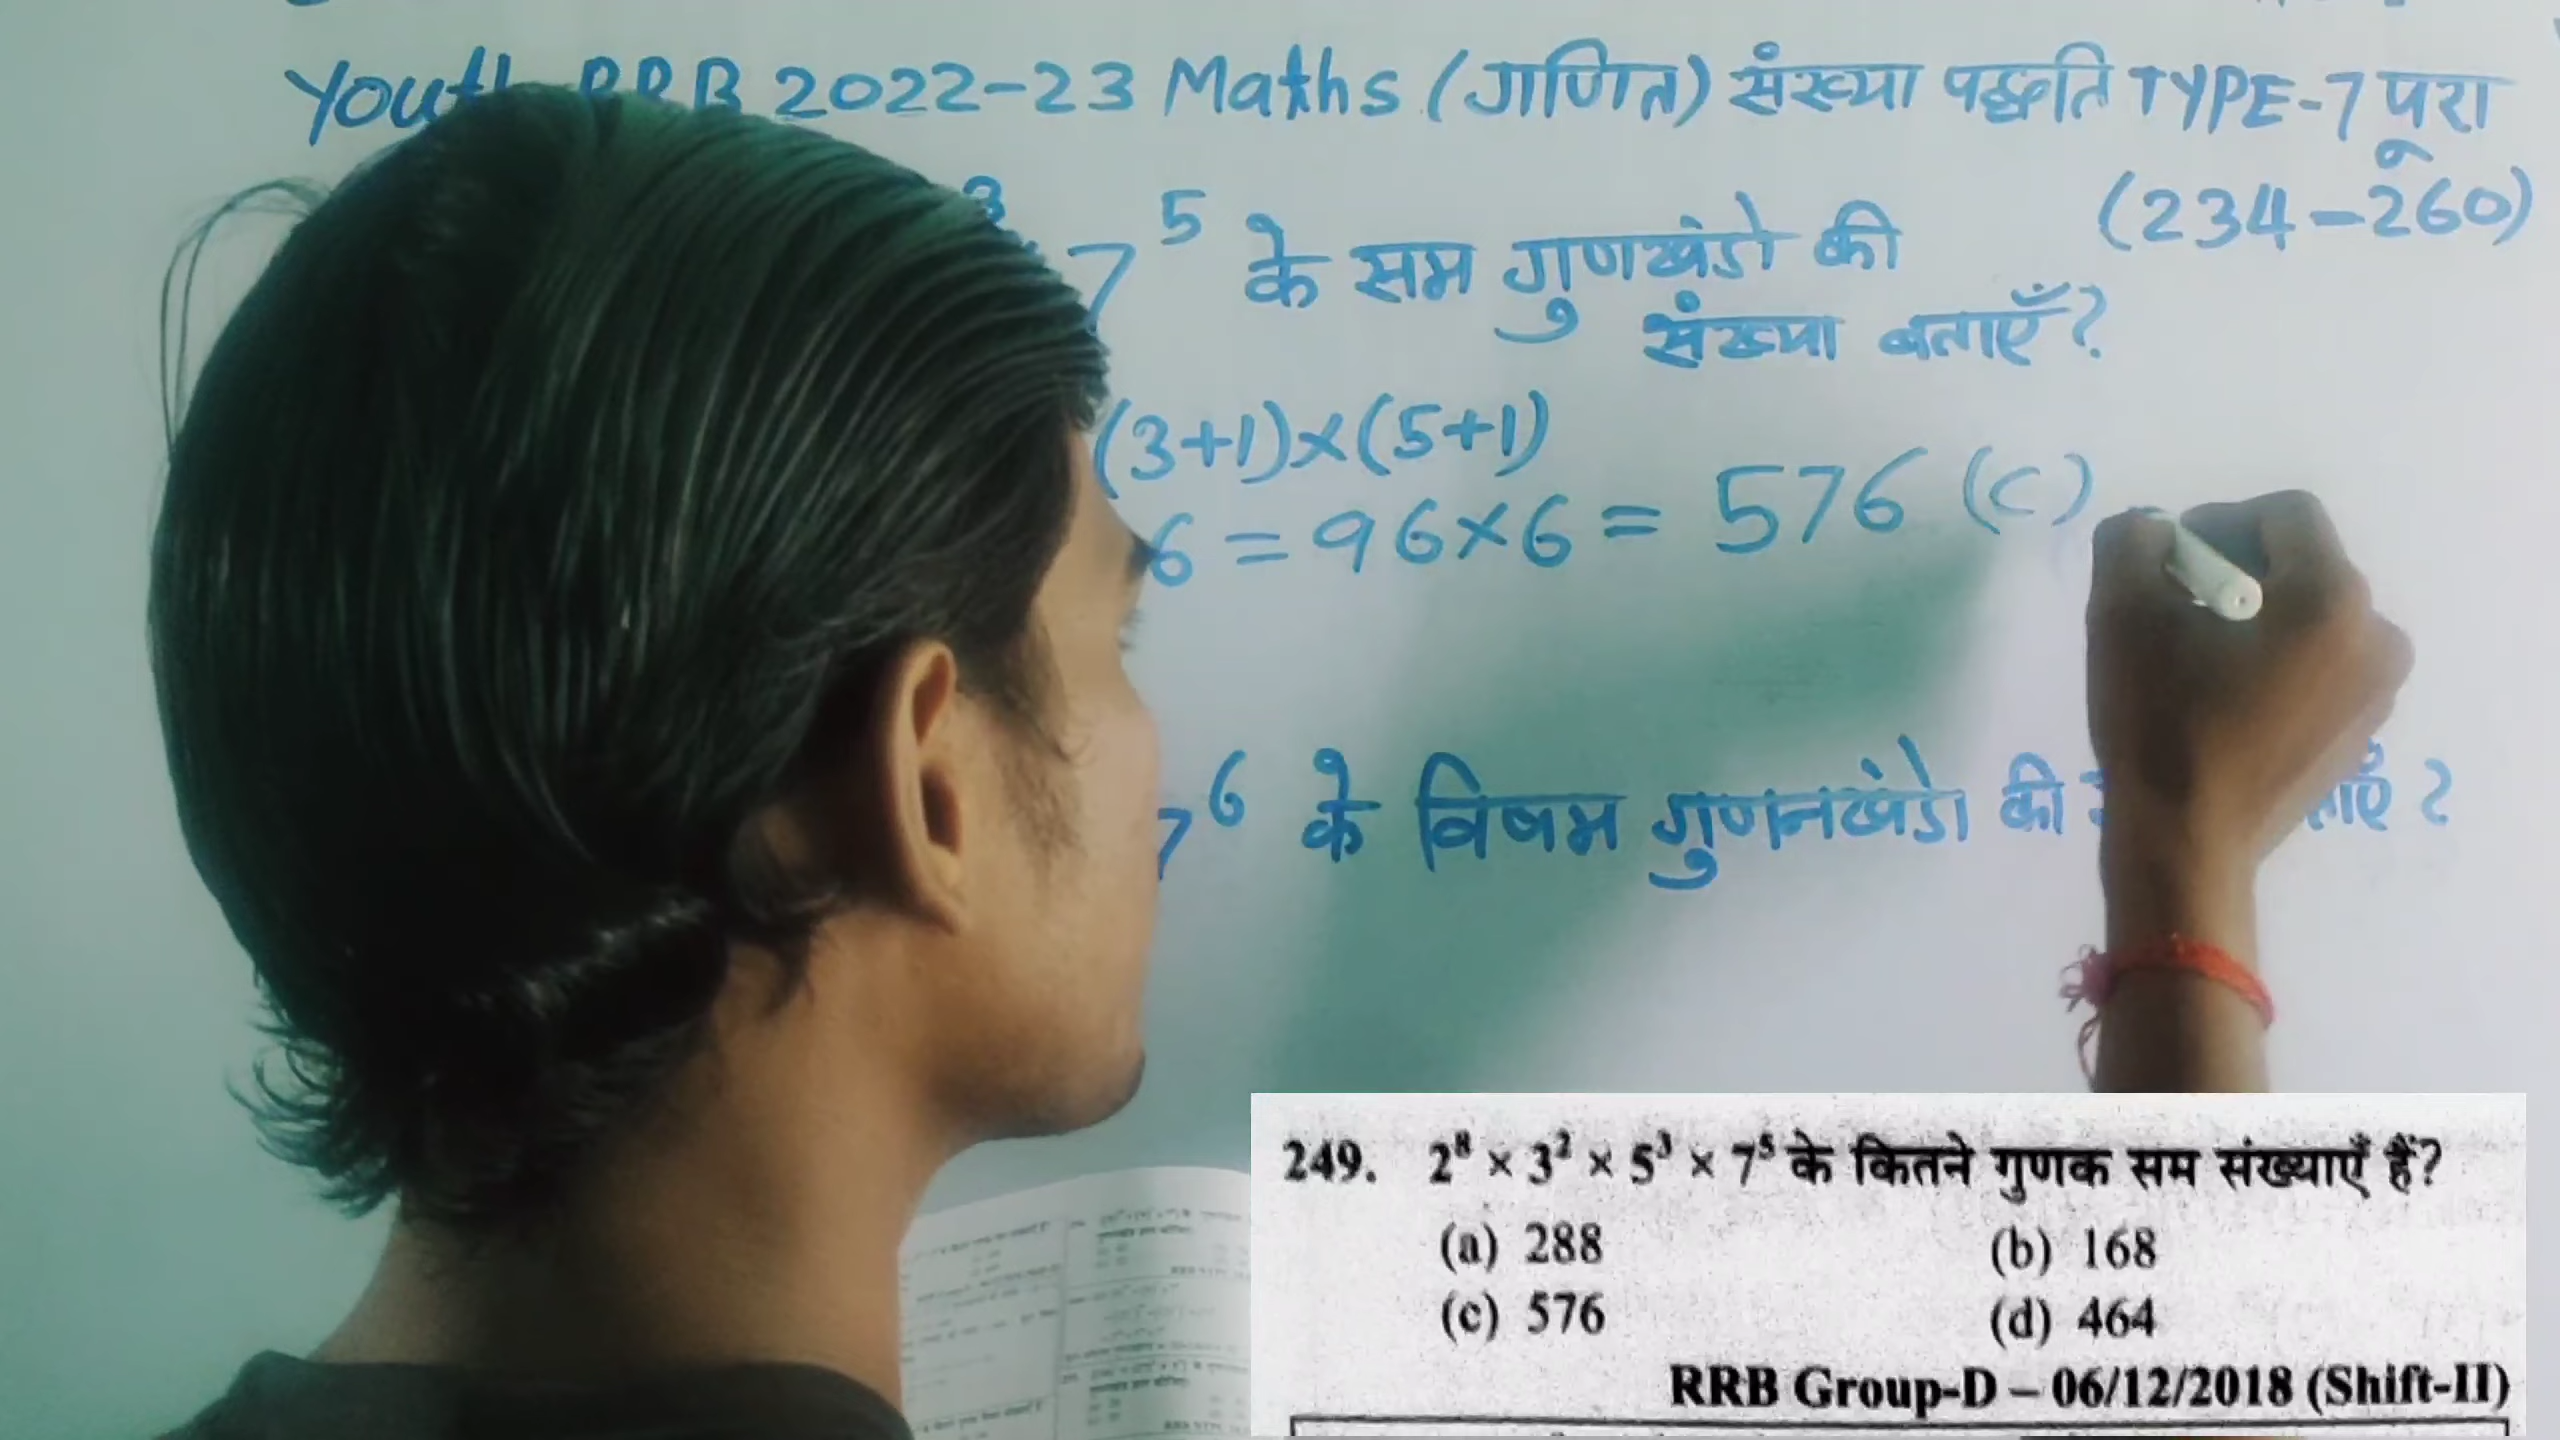 Youth RRB 2022-23 Maths (गणित) संख्या पद्धति TYPE-7 पूरा
(234-260)
3 7⁵ के सम गुणखंडो की
संख्या बताएँ?
(3+1)×(5+1)
6 = 96×6 = 576 (C)
7⁶ के विषम गुणनखंडो की
249. 2⁸ × 3² × 5³ × 7⁵ के कितने गुणक सम संख्याएँ हैं?
(a) 288 (b) 168
(c) 576 (d) 464
RRB Group-D – 06/12/2018 (Shift-II)